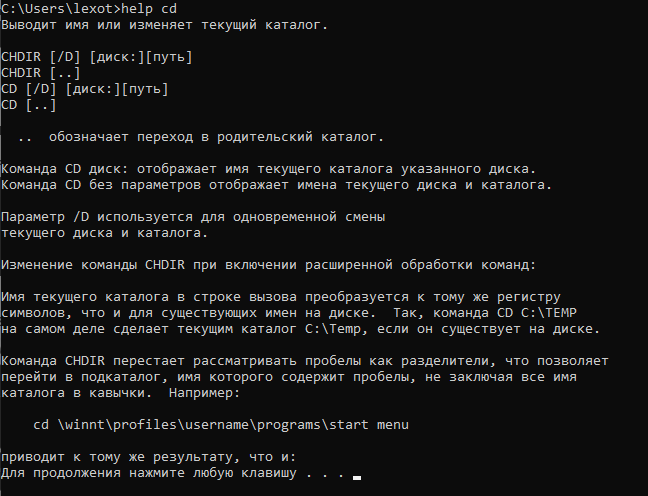 C:\Users\lexot>help cd
Выводит имя или изменяет текущий каталог.
CHDIR [/D] [диск:][путь]
CHDIR [..]
CD [/D] [диск:][путь]
CD [..]
.. обозначает переход в родительский каталог.
Команда CD диск: отображает имя текущего каталога указанного диска.
Команда CD без параметров отображает имена текущего диска и каталога.
Параметр /D используется для одновременной смены
текущего диска и каталога.
Изменение команды CHDIR при включении расширенной обработки команд:
Имя текущего каталога в строке вызова преобразуется к тому же регистру
символов, что и для существующих имен на диске.  Так, команда CD C:\TEMP
на самом деле сделает текущим каталог C:\Temp, если он существует на диске.
Команда CHDIR перестает рассматривать пробелы как разделители, что позволяет
перейти в подкаталог, имя которого содержит пробелы, не заключая все имя
каталога в кавычки.  Например:
cd \winnt\profiles\username\programs\start menu
приводит к тому же результату, что и:
Для продолжения нажмите любую клавишу . . .